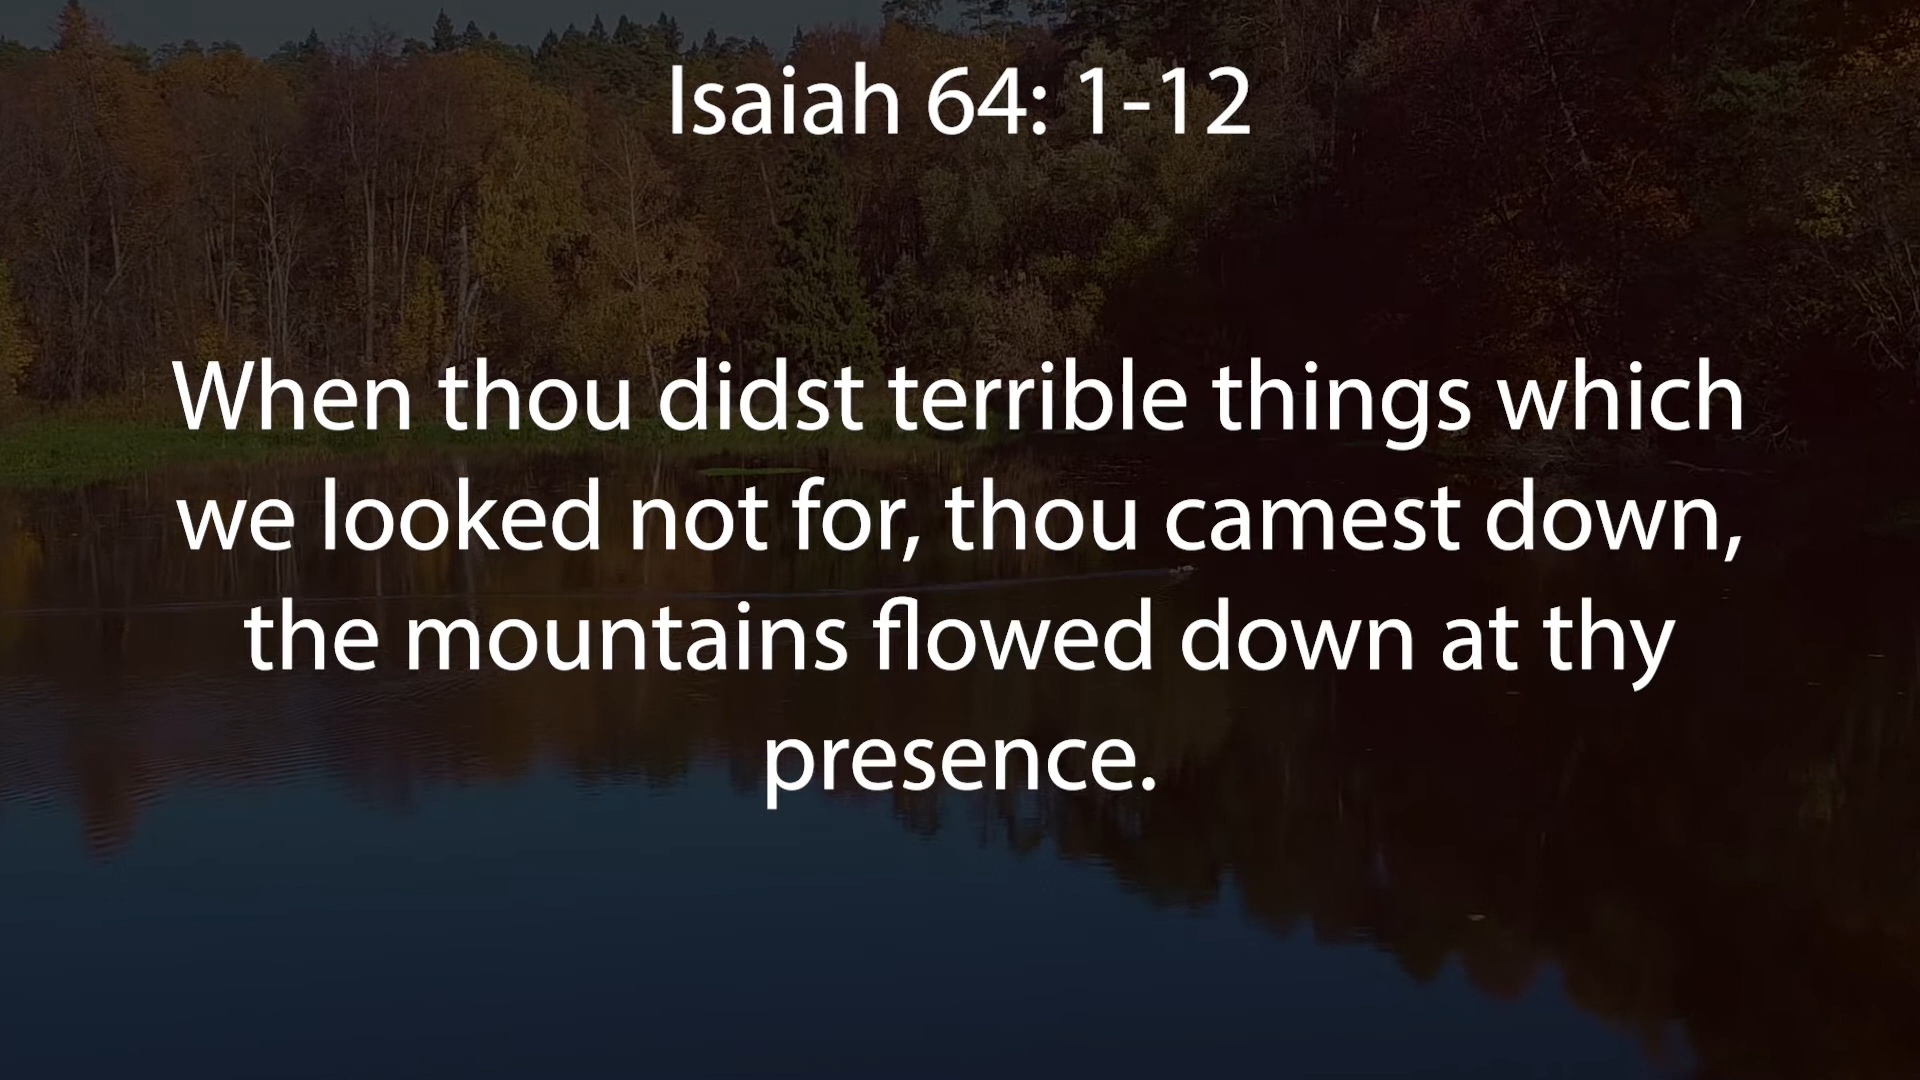 Isaiah 64: 1-12
When thou didst terrible things which
we looked not for, thou camest down,
the mountains flowed down at thy
presence.